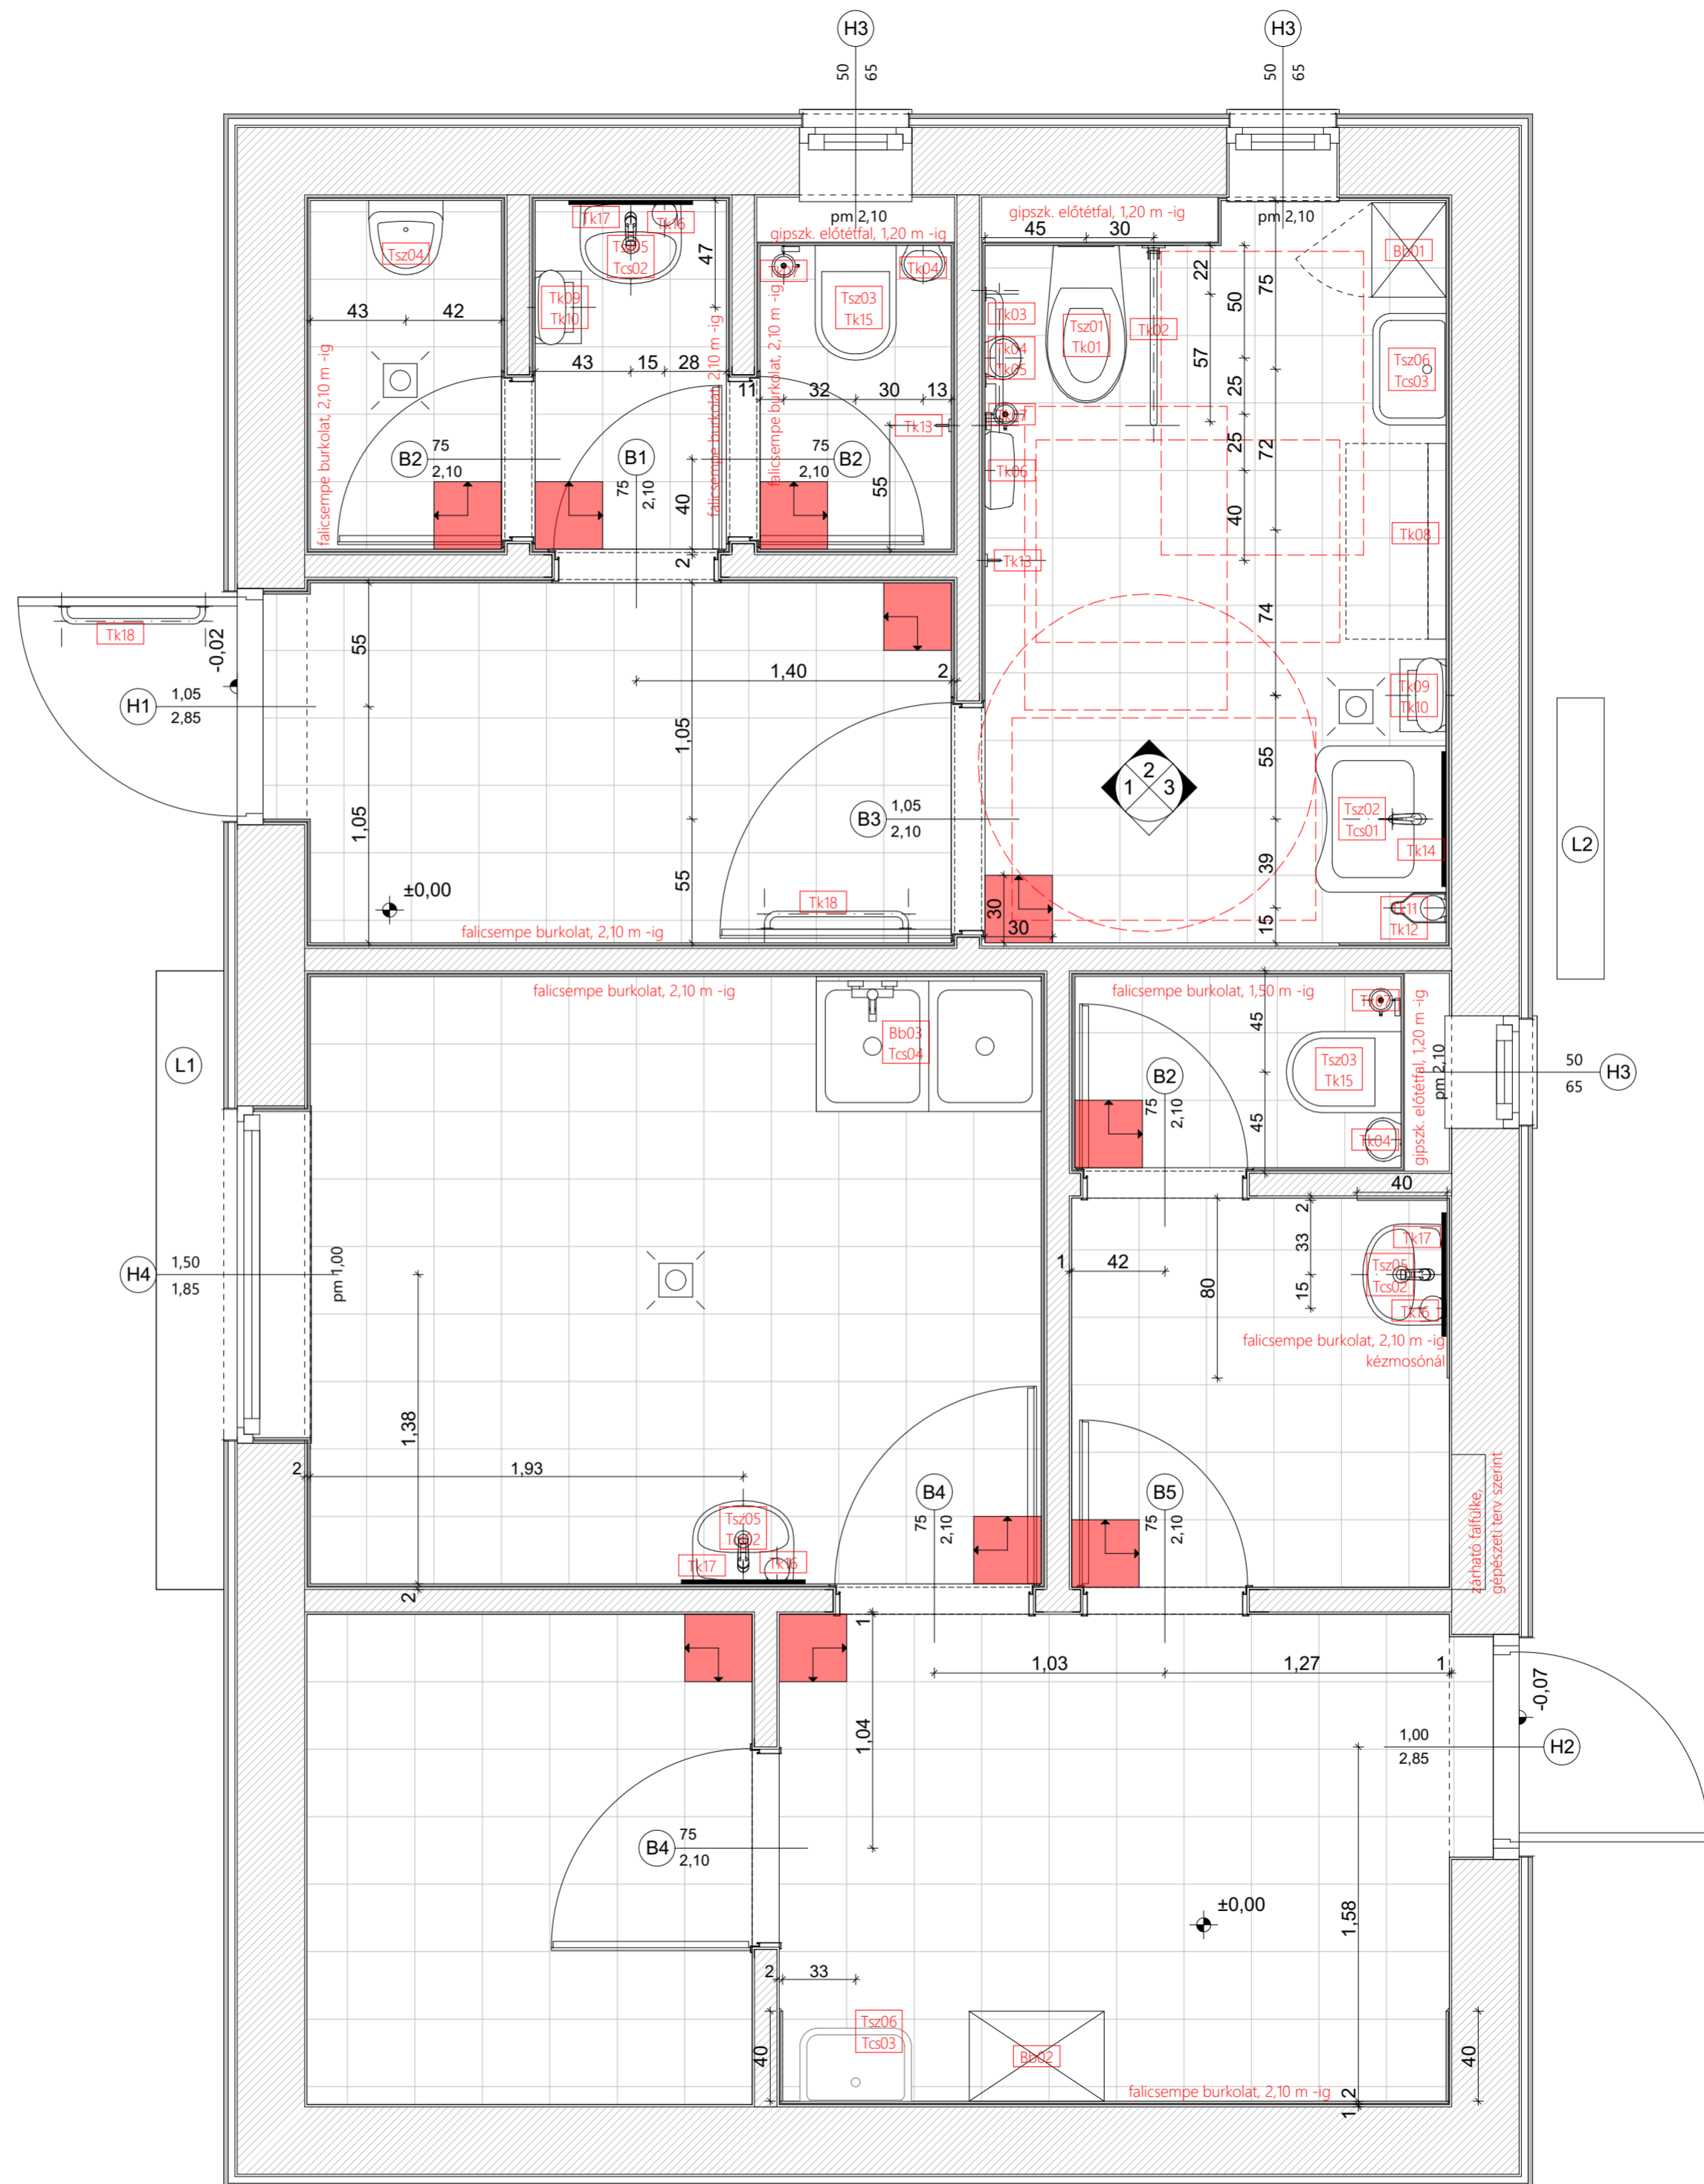 H3
H3
50
65
50
65
pm 2,10
gipszk. előtétfal, 1,20 m -ig
gipszk. előtétfal, 1,20 m -ig
45
30
pm 2,10
Tk17
Tk16
Tsz05
Tcs02
Tsz04
47
Tk04
Bb01
22
50
75
Tk09
Tk10
Tsz03
Tk15
Tk03
Tsz01
Tk01
Tk02
43
42
43
15
28
Tk04
Tk05
57
Tsz06
Tcs03
11
32
30
13
25
Tk13
25
72
Tk06
B2
75
2,10
B1
75
2,10
75
2,10
B2
falicsempe burkolat, 2,10 m -ig
falicsempe burkolat, 2,10 m -ig
falicsempe burkolat, 2,10 m -ig
40
55
40
Tk08
2
Tk13
74
Tk18
-0,02
55
1,40
2
Tk09
Tk10
H1
1,05
2,85
1,05
55
1
2
3
B3
1,05
2,10
Tsz02
Tcs01
Tk14
L2
1,05
±0,00
55
Tk18
39
30
30
15
Tk11
Tk12
falicsempe burkolat, 2,10 m -ig
falicsempe burkolat, 2,10 m -ig
falicsempe burkolat, 1,50 m -ig
L1
Bb03
Tcs04
45
Tsz03
Tk15
gipszk. előtétfal, 1,20 m -ig
pm 2,10
50
65
H3
B2
75
2,10
45
Tk04
40
2
33
15
Tk17
Tsz05
Tcs02
Tk16
H4
1,50
1,85
pm 1,00
1
42
80
falicsempe burkolat, 2,10 m -ig
kézmosónál
1,38
2
1,93
B4
75
2,10
B5
75
2,10
Tsz05
Tcs02
Tk17
Tk16
zárható falfülke,
gépészeti terv szerint
2
1
1,03
1,27
1
-0,07
1,04
1,00
2,85
H2
B4
75
2,10
±0,00
1,58
2
33
Tsz06
Tcs03
40
Bb02
40
falicsempe burkolat, 2,10 m -ig
2
1